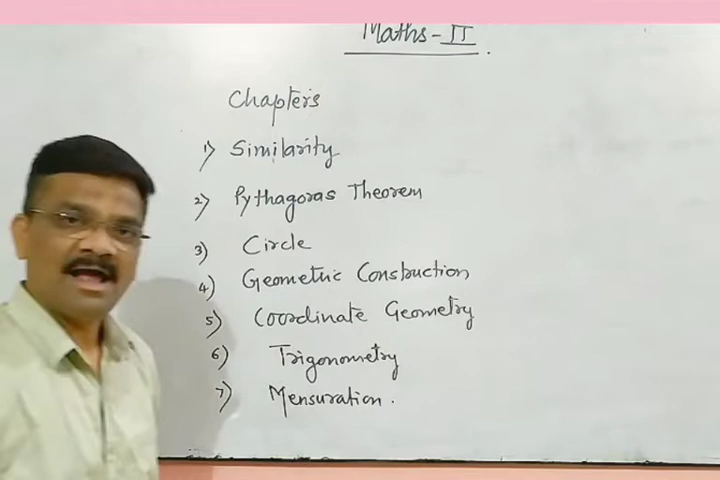 Maths - II
Chapters
1) Similarity
2) Pythagoras Theorem
3) Circle
4) Geometric Construction
5) Coordinate Geometry
6) Trigonometry
7) Mensuration.